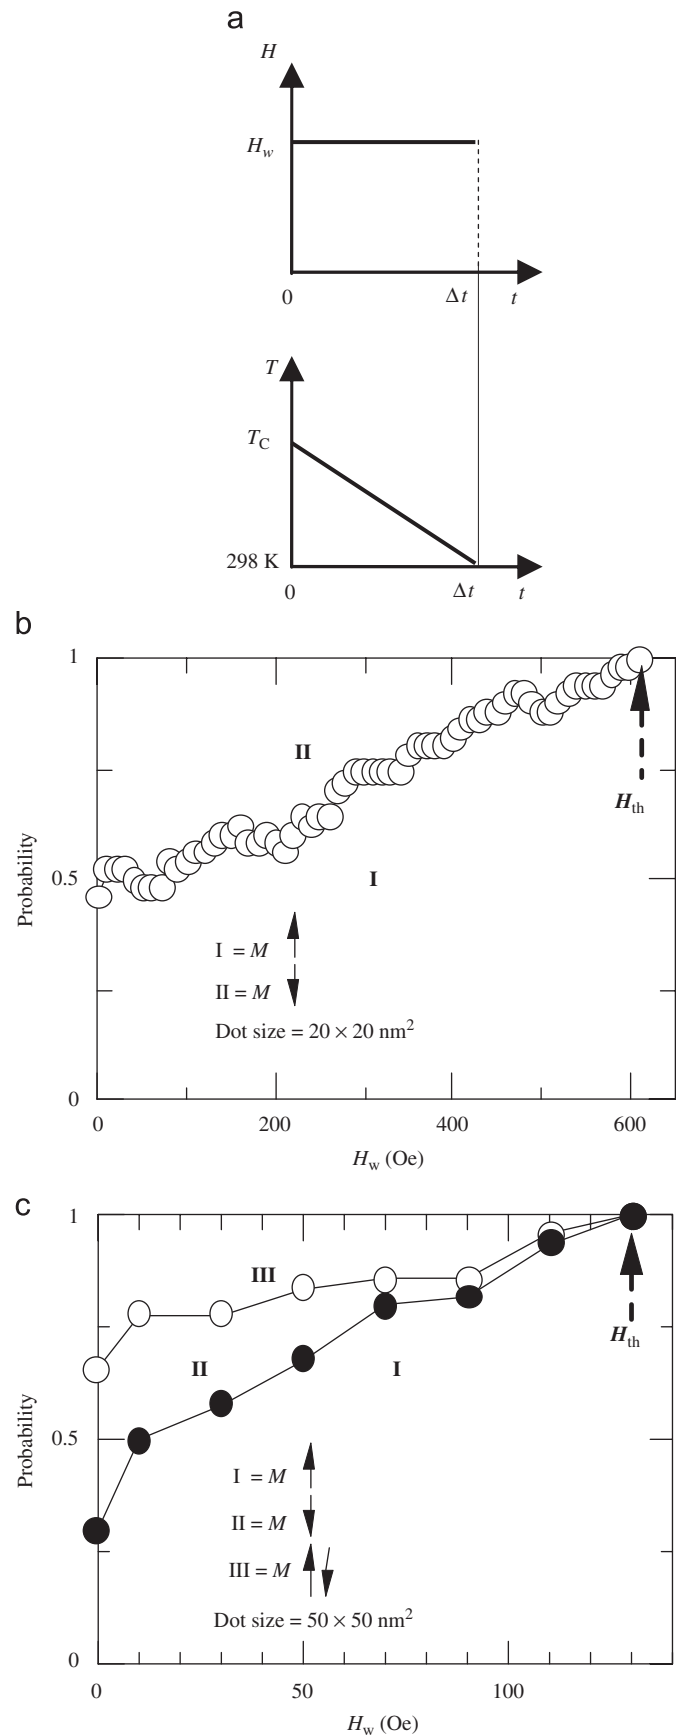 a
H
H_w
0
Δt
t
T
T_C
298 K
0
Δt
t
b
1
II
H_th
Probability
0.5
I
I = M
II = M
Dot size = 20 × 20 nm²
0
0
200
400
600
H_w (Oe)
c
1
III
H_th
II
I
Probability
0.5
I = M
II = M
III = M
Dot size = 50 × 50 nm²
0
0
50
100
H_w (Oe)